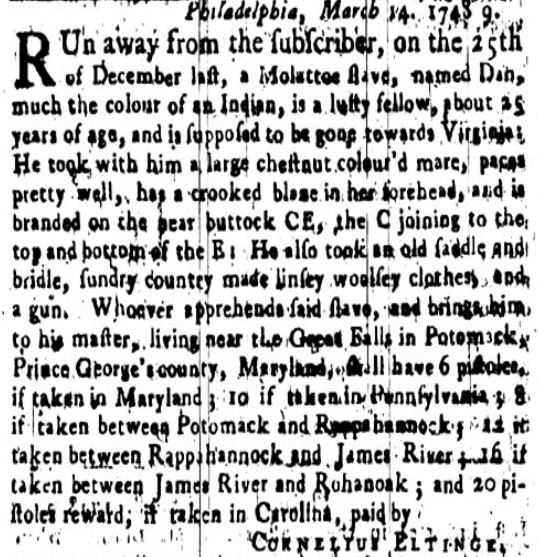 Philadelphia, March 14. 1748 9.
RUn away from the ſubſcriber, on the 25th
of December laſt, a Molattoe ſlave, named Dan,
much the colour of an Indian, is a luſty fellow, about 25
years of age, and is ſuppoſed to be gone towards Virginia:
He took with him a large cheſtnut colour'd mare, paces
pretty well, has a crooked blaze in her forehead, and is
branded on the near buttock CE, the C joining to the
top and bottom of the E: He alſo took an old ſaddle and
bridle, ſundry country made linſey woolſey clothes, and
a gun. Whoever apprehends ſaid ſlave, and brings him
to his maſter, living near the Great Falls in Potomack,
Prince George's county, Maryland, ſhall have 6 piſtoles,
if taken in Maryland; 10 if taken in Pennſylvania; 8
if taken between Potomack and Rappahannock; 12 if
taken between Rappahannock and James River; 16 if
taken between James River and Rohanoak; and 20 pi-
ſtoles reward, if taken in Carolina, paid by
CORNELIUS ELTINGE.